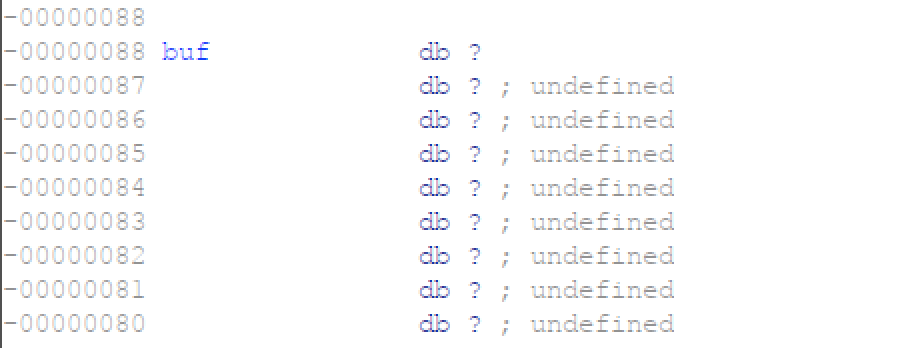 -00000088
-00000088 buf db ?
-00000087 db ? ; undefined
-00000086 db ? ; undefined
-00000085 db ? ; undefined
-00000084 db ? ; undefined
-00000083 db ? ; undefined
-00000082 db ? ; undefined
-00000081 db ? ; undefined
-00000080 db ? ; undefined